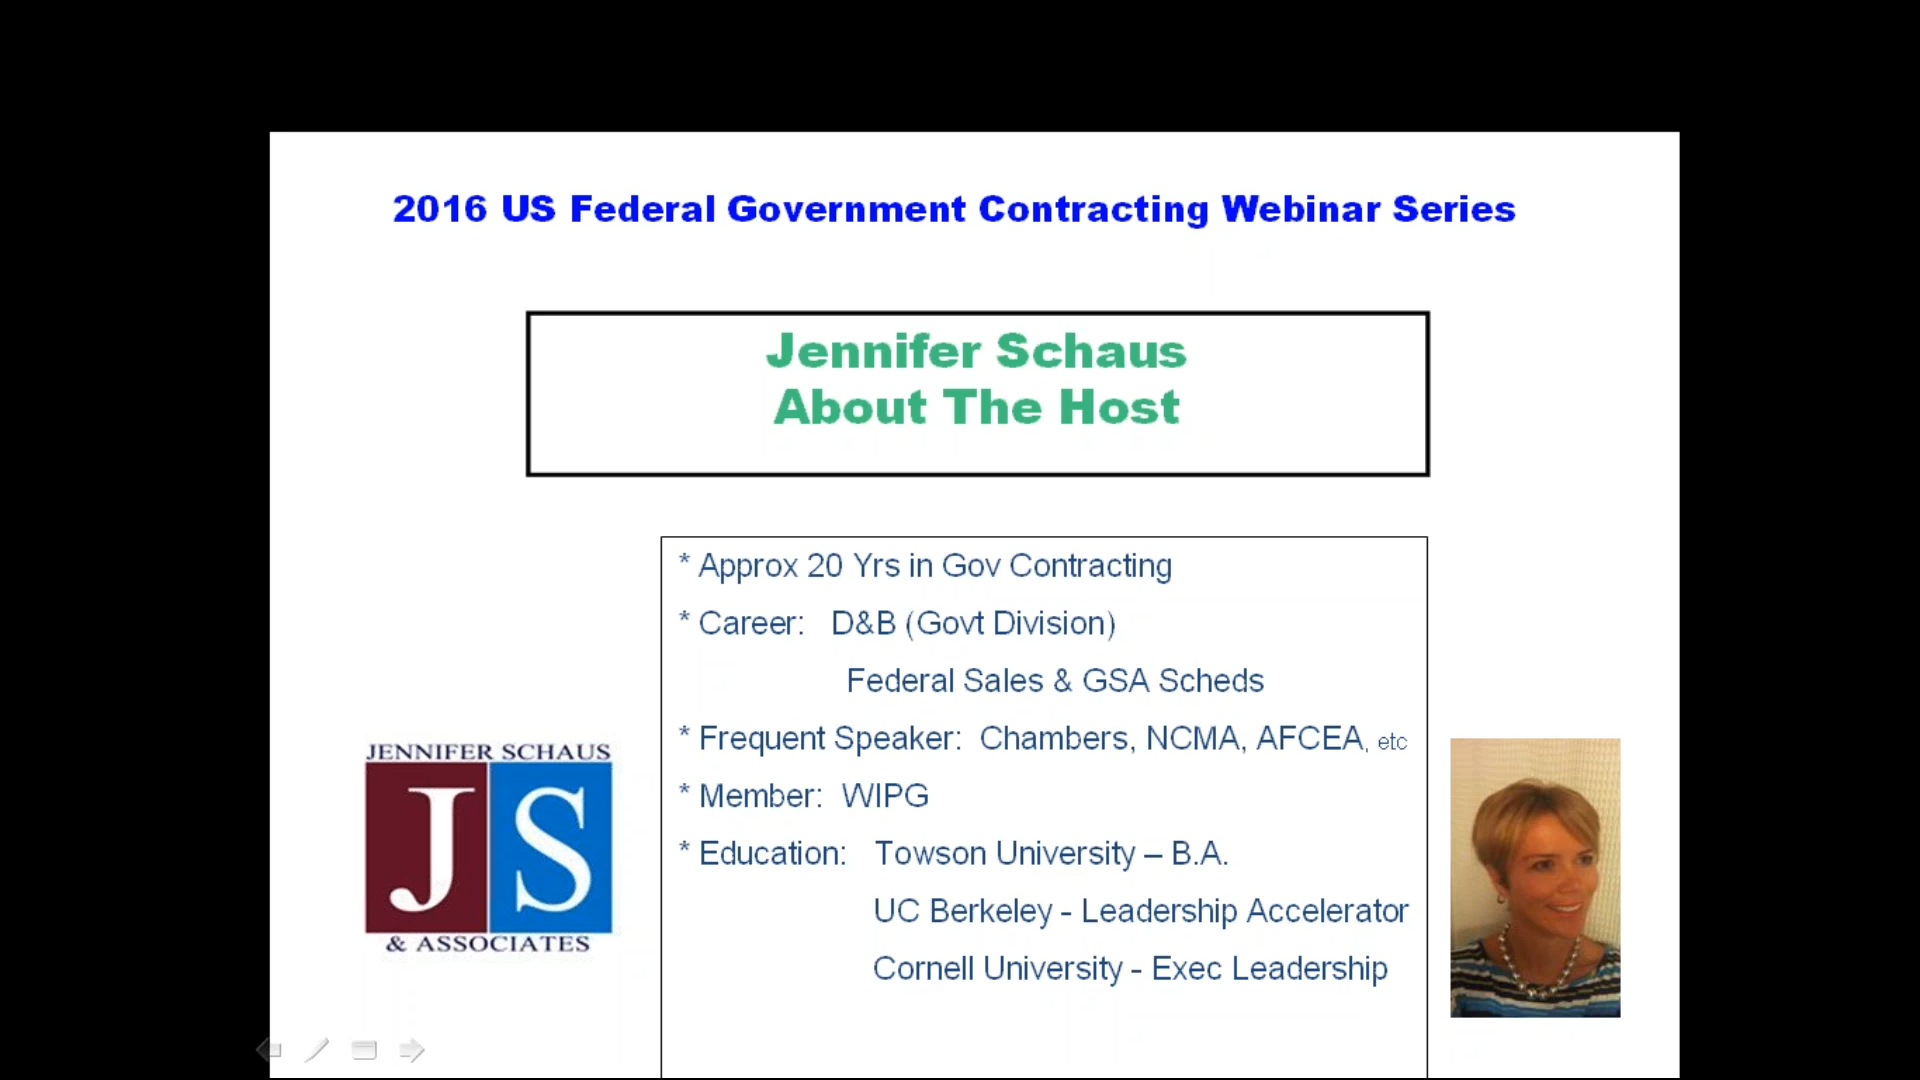 2016 US Federal Government Contracting Webinar Series
Jennifer Schaus
About The Host
* Approx 20 Yrs in Gov Contracting
* Career: D&B (Govt Division)
Federal Sales & GSA Scheds
* Frequent Speaker: Chambers, NCMA, AFCEA, etc
* Member: WIPG
* Education: Towson University – B.A.
UC Berkeley - Leadership Accelerator
Cornell University - Exec Leadership
JENNIFER SCHAUS
JS
& ASSOCIATES